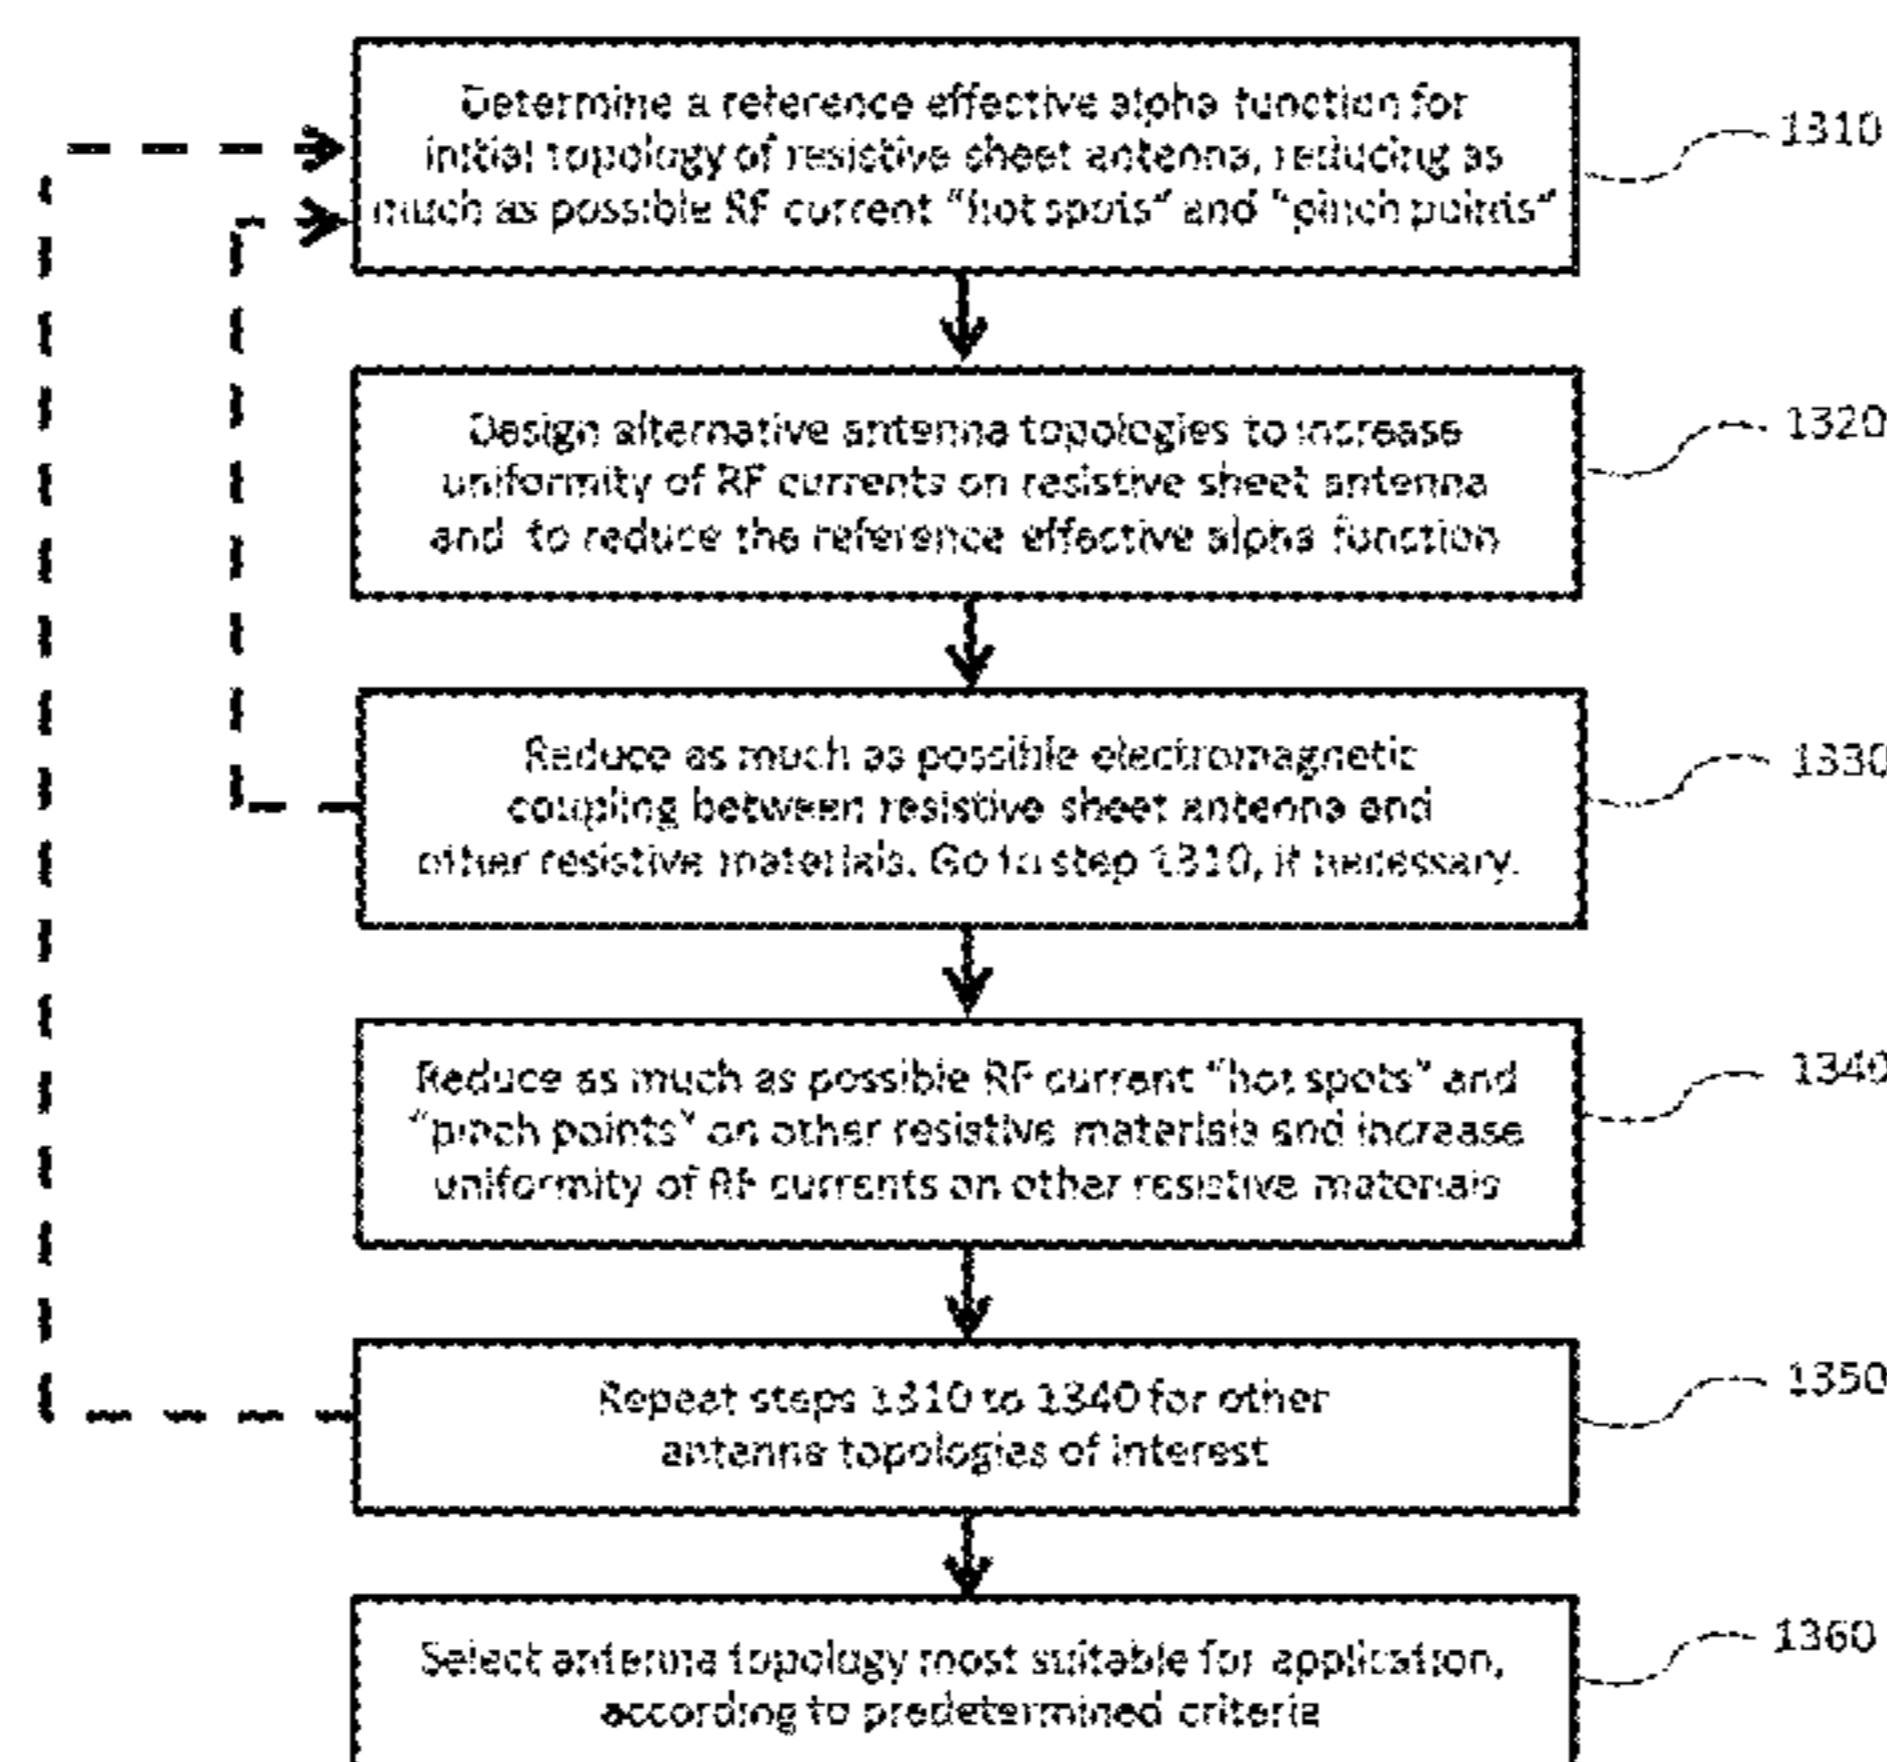 Determine a reference effective alpha function for
initial topology of resistive sheet antenna, reducing as
much as possible RF current "hot spots" and "pinch points"
1310
Design alternative antenna topologies to increase
uniformity of RF currents on resistive sheet antenna
and to reduce the reference effective alpha function
1320
Reduce as much as possible electromagnetic
coupling between resistive sheet antenna and
other resistive materials. Go to step 1310, if necessary.
1330
Reduce as much as possible RF current "hot spots" and
"pinch points" on other resistive materials and increase
uniformity of RF currents on other resistive materials
1340
Repeat steps 1310 to 1340 for other
antenna topologies of interest
1350
Select antenna topology most suitable for application,
according to predetermined criteria
1360